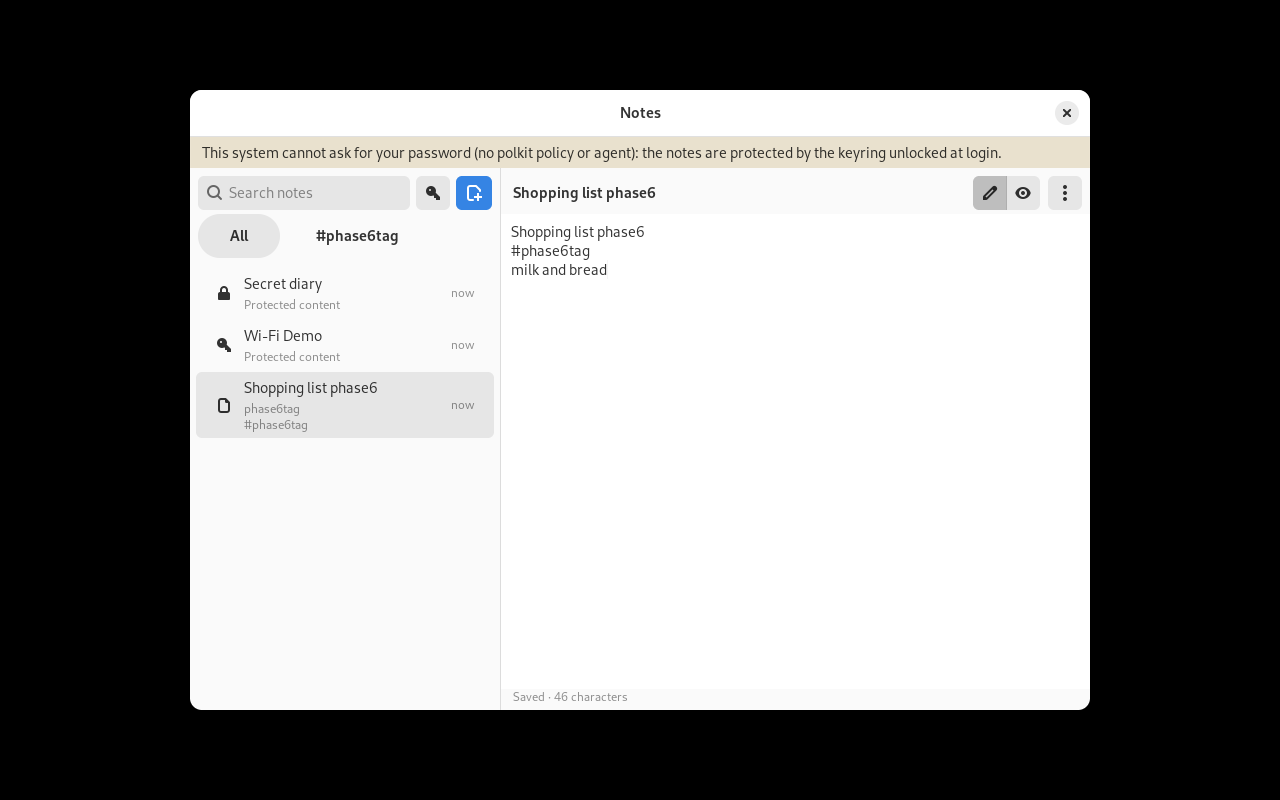 Notes
This system cannot ask for your password (no polkit policy or agent): the notes are protected by the keyring unlocked at login.
Search notes
All
#phase6tag
Secret diary
Protected content
now
Wi-Fi Demo
Protected content
now
Shopping list phase6
phase6tag
#phase6tag
now
Shopping list phase6
Shopping list phase6
#phase6tag
milk and bread
Saved · 46 characters